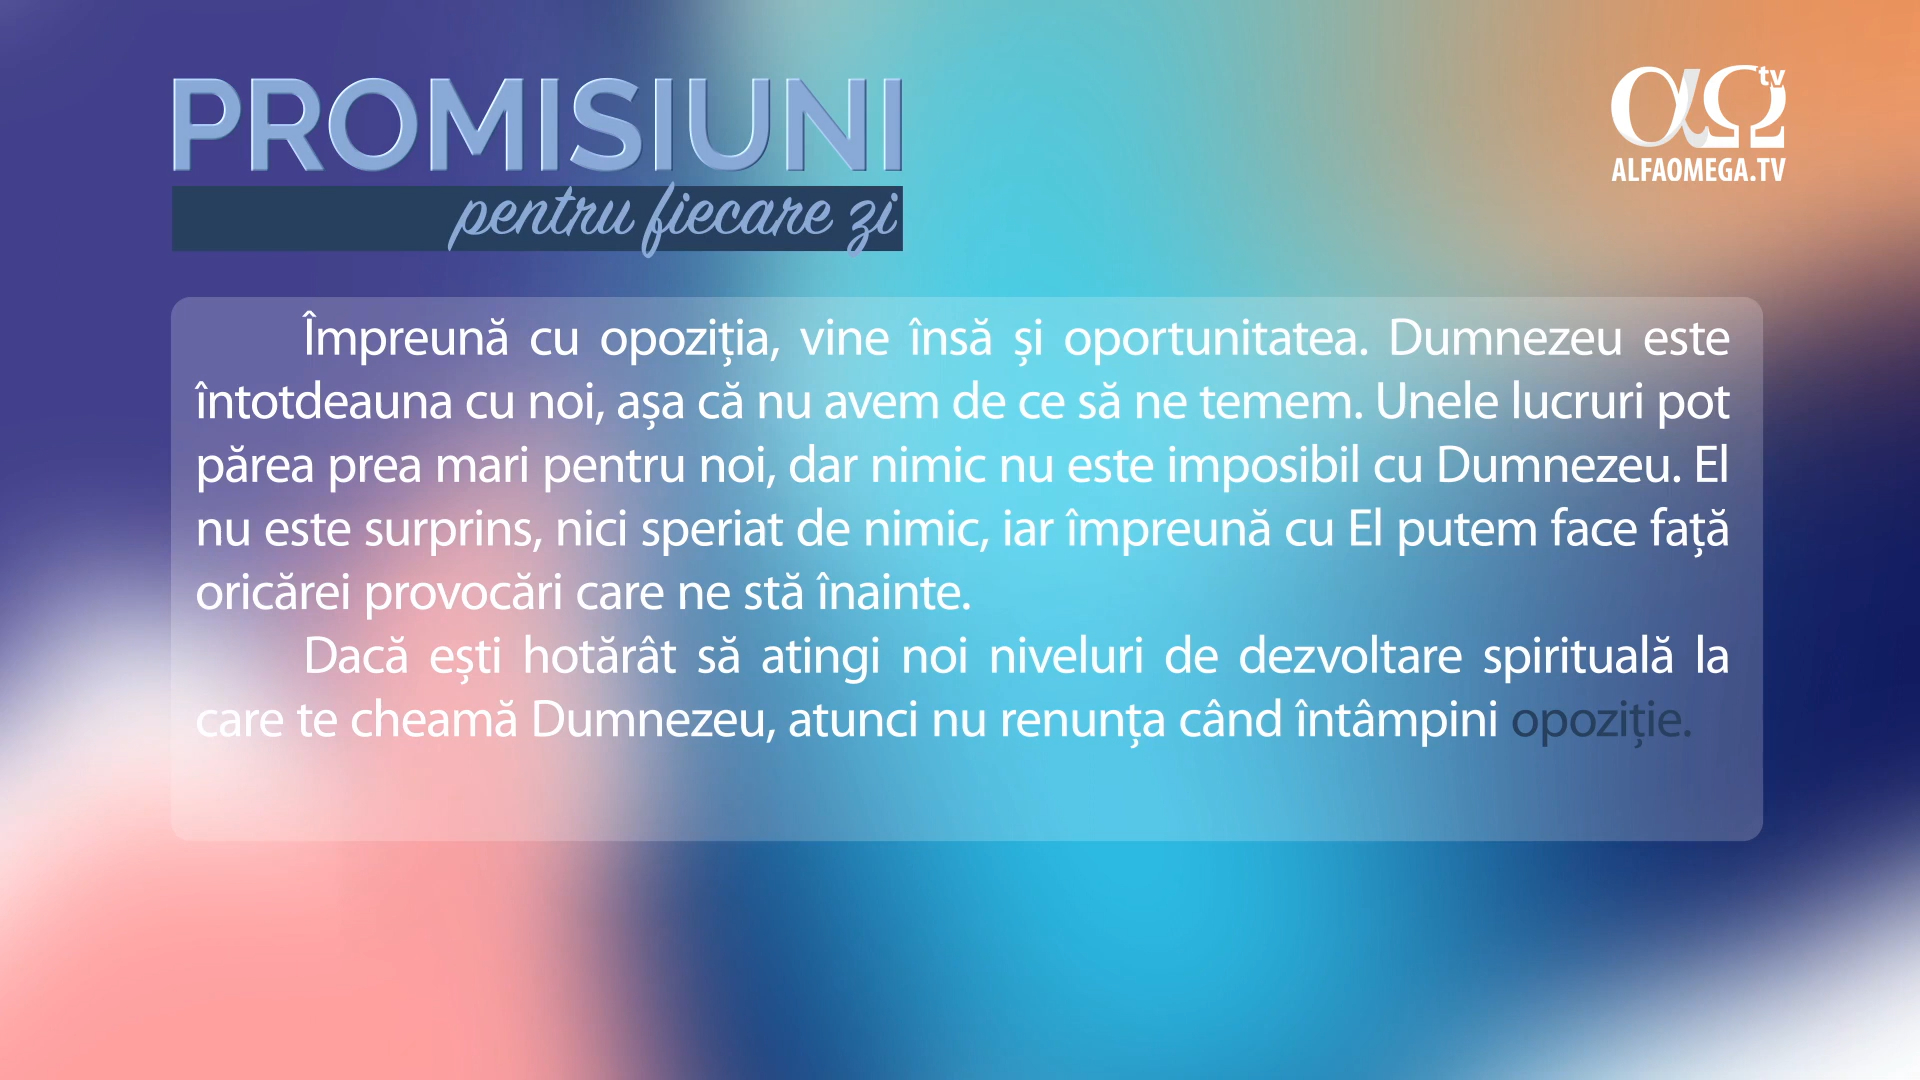 PROMISIUNI
pentru fiecare zi
αΩ tv
ALFAOMEGA.TV
Împreună cu opoziția, vine însă și oportunitatea. Dumnezeu este
întotdeauna cu noi, așa că nu avem de ce să ne temem. Unele lucruri pot
părea prea mari pentru noi, dar nimic nu este imposibil cu Dumnezeu. El
nu este surprins, nici speriat de nimic, iar împreună cu El putem face față
oricărei provocări care ne stă înainte.
Dacă ești hotărât să atingi noi niveluri de dezvoltare spirituală la
care te cheamă Dumnezeu, atunci nu renunța când întâmpini opoziție.